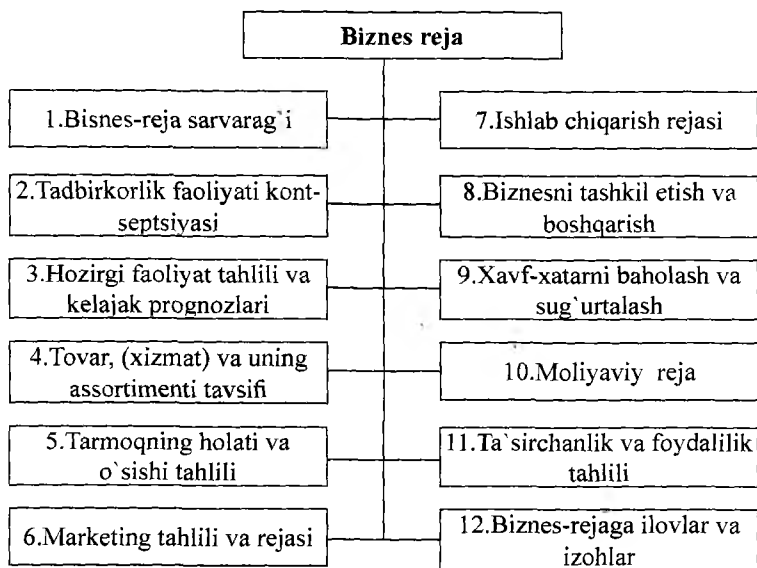 Biznes reja
1.Bisnes-reja sarvarag`i
2.Tadbirkorlik faoliyati kont-
septsiyasi
3.Hozirgi faoliyat tahlili va
kelajak prognozlari
4.Tovar, (xizmat) va uning
assortimenti tavsifi
5.Tarmoqning holati va
o`sishi tahlili
6.Marketing tahlili va rejasi
7.Ishlab chiqarish rejasi
8.Biznesni tashkil etish va
boshqarish
9.Xavf-xatarni baholash va
sug`urtalash
10.Moliyaviy reja
11.Ta`sirchanlik va foydalilik
tahlili
12.Biznes-rejaga ilovlar va
izohlar